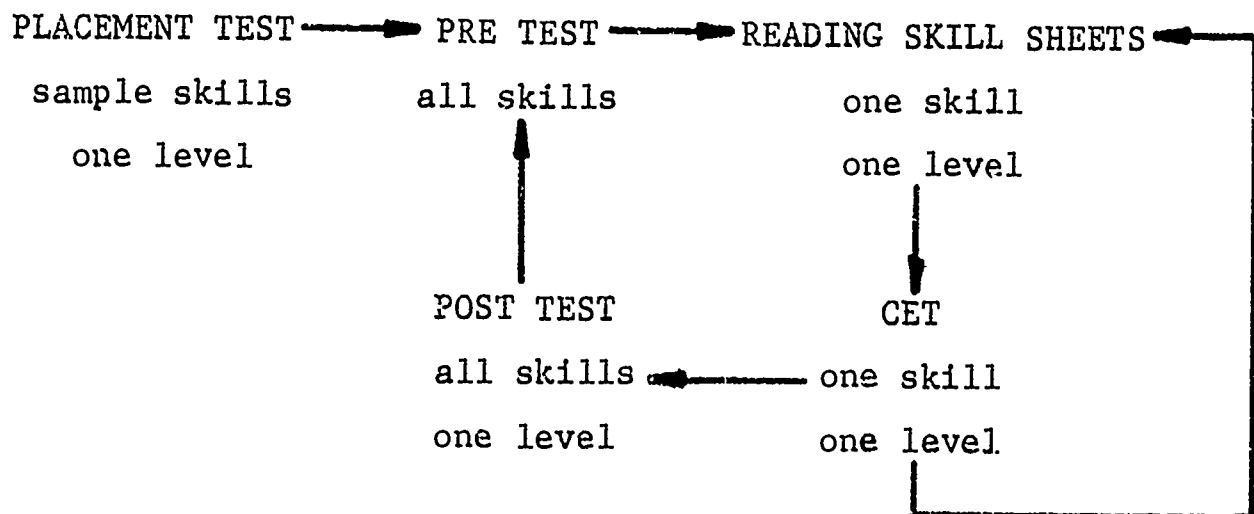 PLACEMENT TEST PRE TEST READING SKILL SHEETS
sample skills all skills one skill
one level one level
POST TEST CET
all skills one skill
one level one level